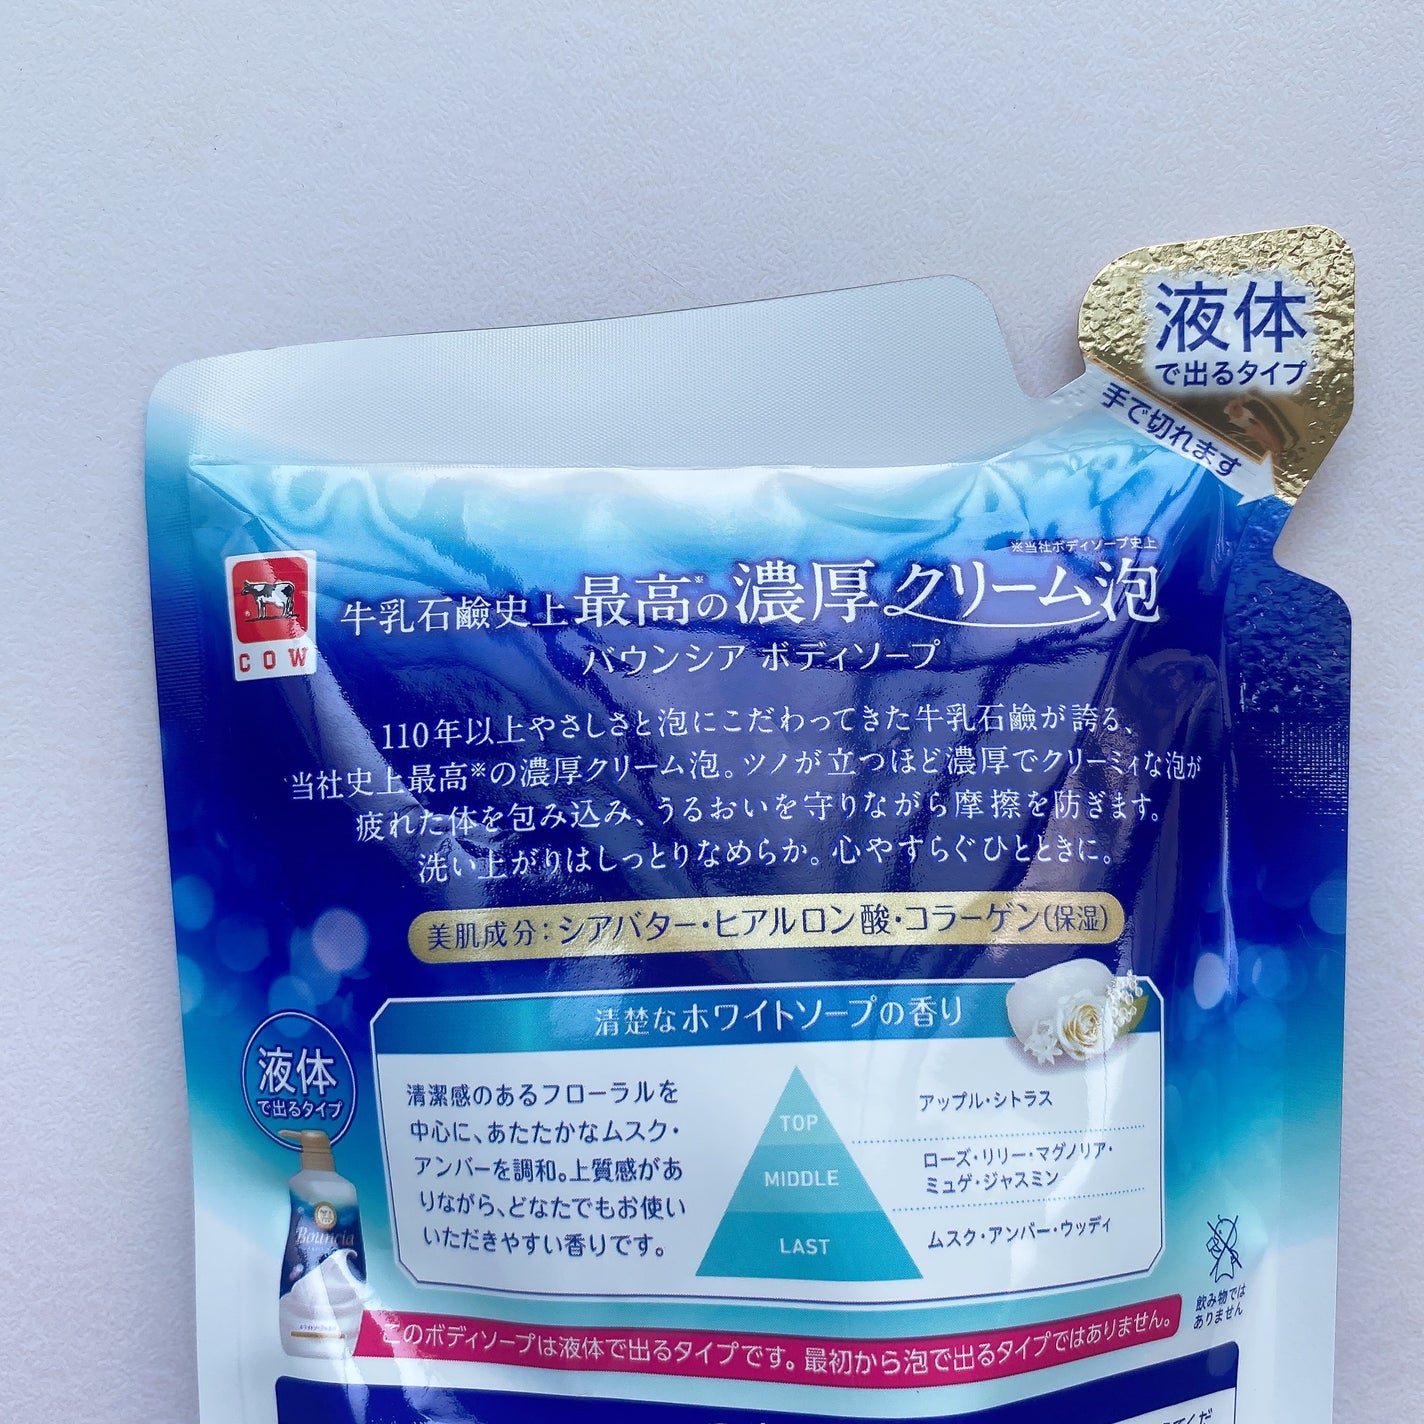 液体
で出るタイプ
手で切れます
※当社ボディソープ史上
牛乳石鹸史上最高※の濃厚クリーム泡
バウンシア ボディソープ
COW
110年以上やさしさと泡にこだわってきた牛乳石鹸が誇る、
当社史上最高※の濃厚クリーム泡。ツノが立つほど濃厚でクリーミィな泡が
疲れた体を包み込み、うるおいを守りながら摩擦を防ぎます。
洗い上がりはしっとりなめらか。心やすらぐひとときに。
美肌成分：シアバター・ヒアルロン酸・コラーゲン(保湿)
清楚なホワイトソープの香り
液体
で出るタイプ
Bouncia
清潔感のあるフローラルを
中心に、あたたかなムスク・
アンバーを調和。上質感があ
りながら、どなたでもお使い
いただきやすい香りです。
TOP
アップル・シトラス
MIDDLE
ローズ・リリー・マグノリア・
ミュゲ・ジャスミン
LAST
ムスク・アンバー・ウッディ
飲み物では
ありません
このボディソープは液体で出るタイプです。最初から泡で出るタイプではありません。